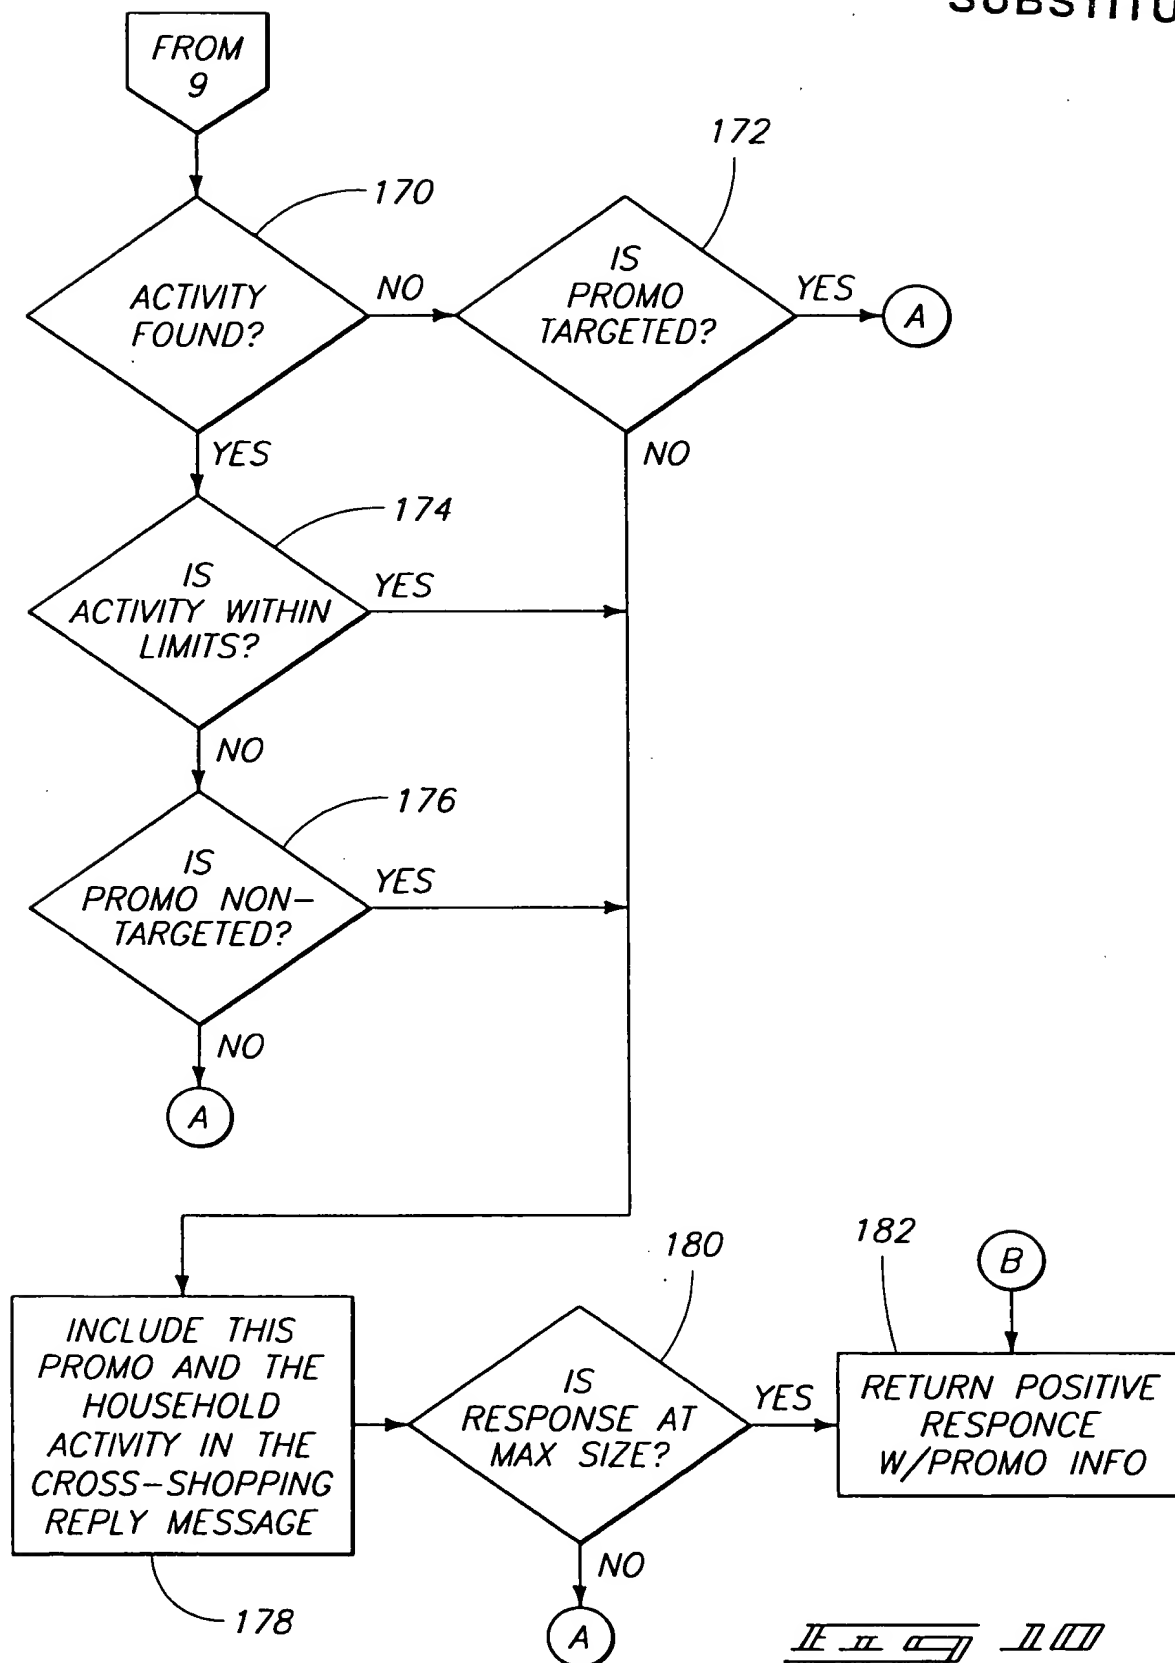 SUBSTITU
FROM
9
170
172
ACTIVITY
FOUND?
NO
IS
PROMO
TARGETED?
YES
A
YES
NO
174
IS
ACTIVITY WITHIN
LIMITS?
YES
NO
176
IS
PROMO NON-
TARGETED?
YES
NO
A
INCLUDE THIS
PROMO AND THE
HOUSEHOLD
ACTIVITY IN THE
CROSS-SHOPPING
REPLY MESSAGE
178
180
IS
RESPONSE AT
MAX SIZE?
YES
NO
A
182
B
RETURN POSITIVE
RESPONCE
W/PROMO INFO
FIG 10